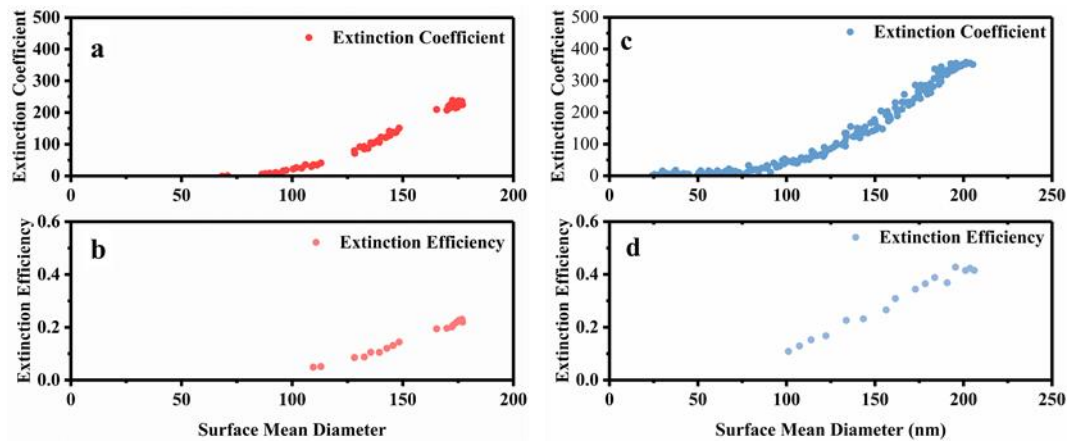 a
Extinction Coefficient
Extinction Coefficient
500
400
300
200
100
0
0 50 100 150 200
b
Extinction Efficiency
Extinction Efficiency
0.6
0.4
0.2
0.0
0 50 100 150 200
Surface Mean Diameter
c
Extinction Coefficient
Extinction Coefficient
500
400
300
200
100
0
0 50 100 150 200 250
d
Extinction Efficiency
Extinction Efficiency
0.6
0.4
0.2
0.0
0 50 100 150 200 250
Surface Mean Diameter (nm)